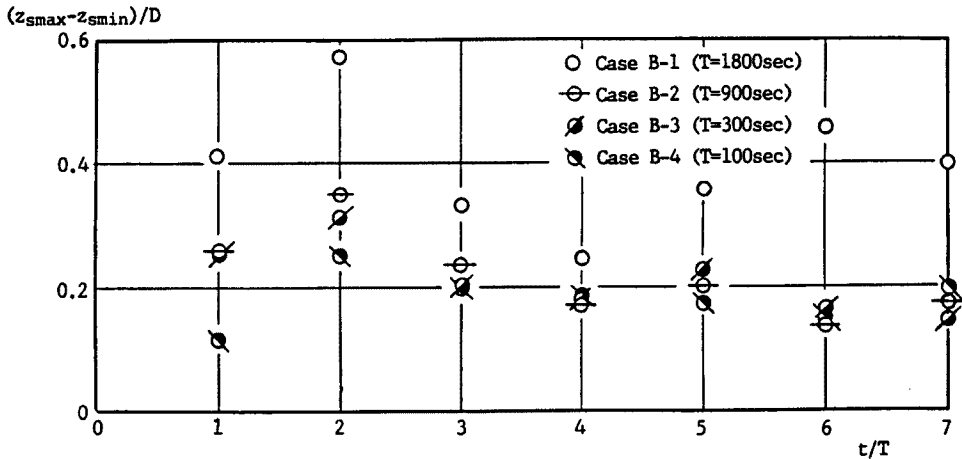 (zsmax-zsmin)/D
0.6
Case B-1 (T=1800sec)
Case B-2 (T=900sec)
Case B-3 (T=300sec)
Case B-4 (T=100sec)
0.4
0.2
0
0 1 2 3 4 5 6 7
t/T